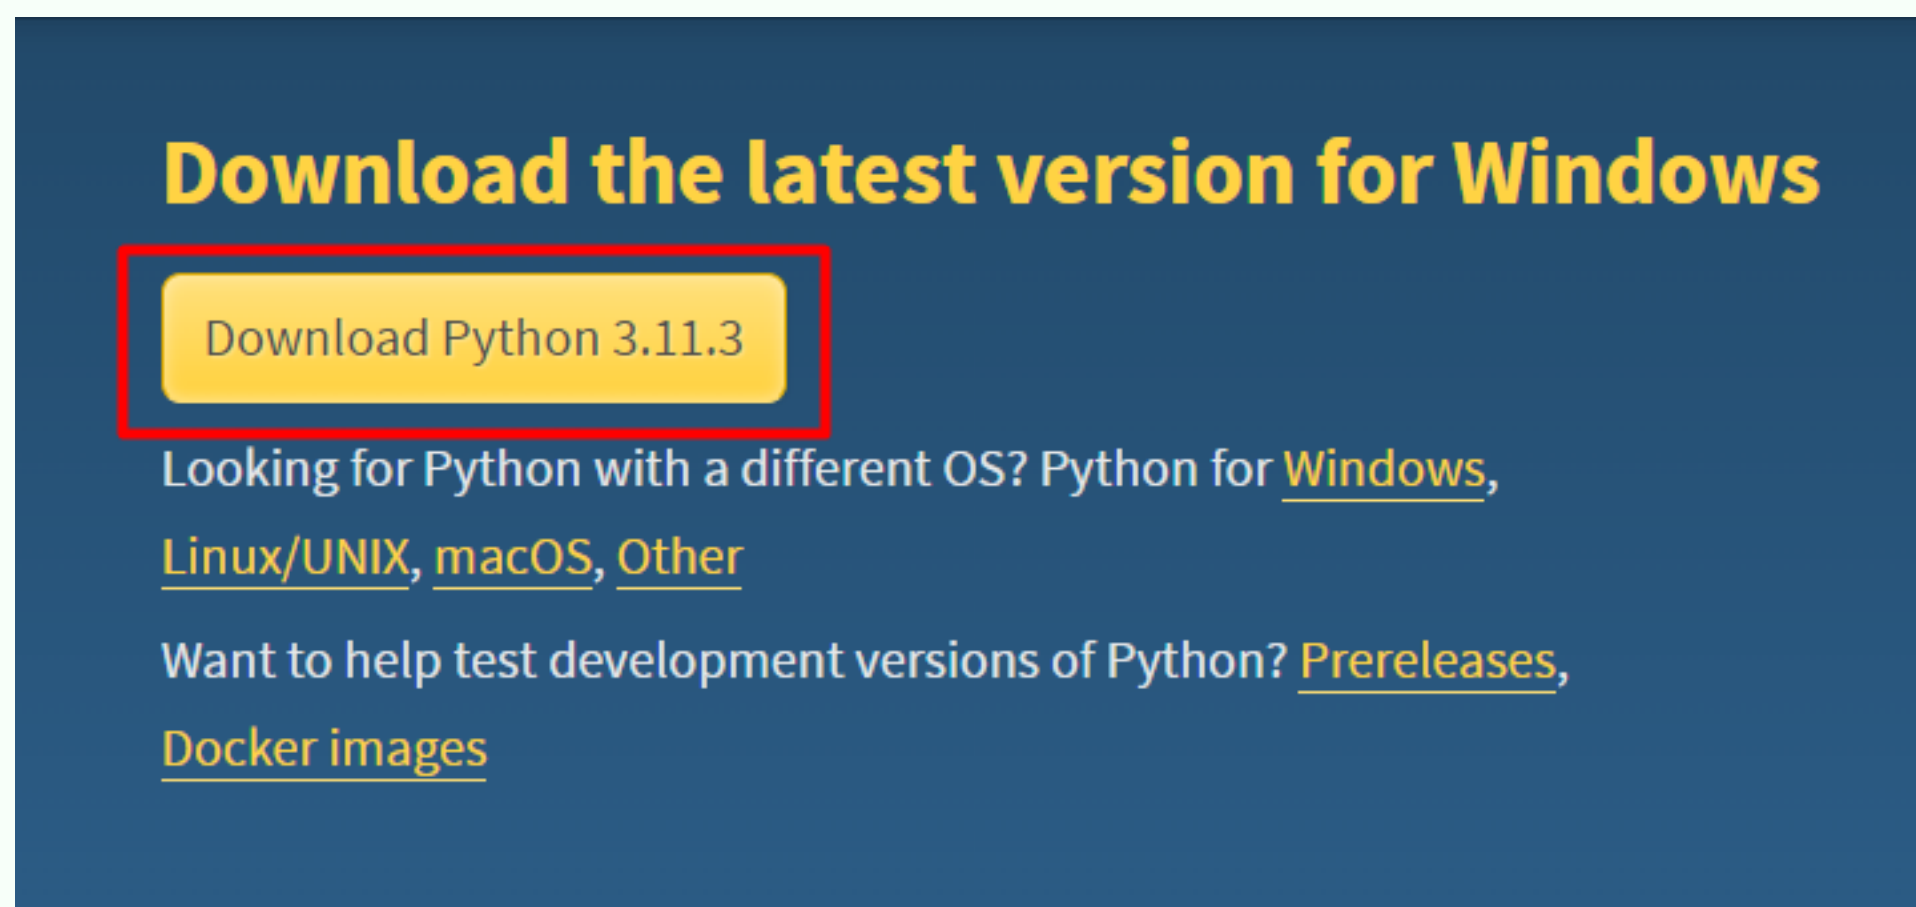 Download the latest version for Windows
Download Python 3.11.3
Looking for Python with a different OS? Python for Windows,
Linux/UNIX, macOS, Other
Want to help test development versions of Python? Prereleases,
Docker images